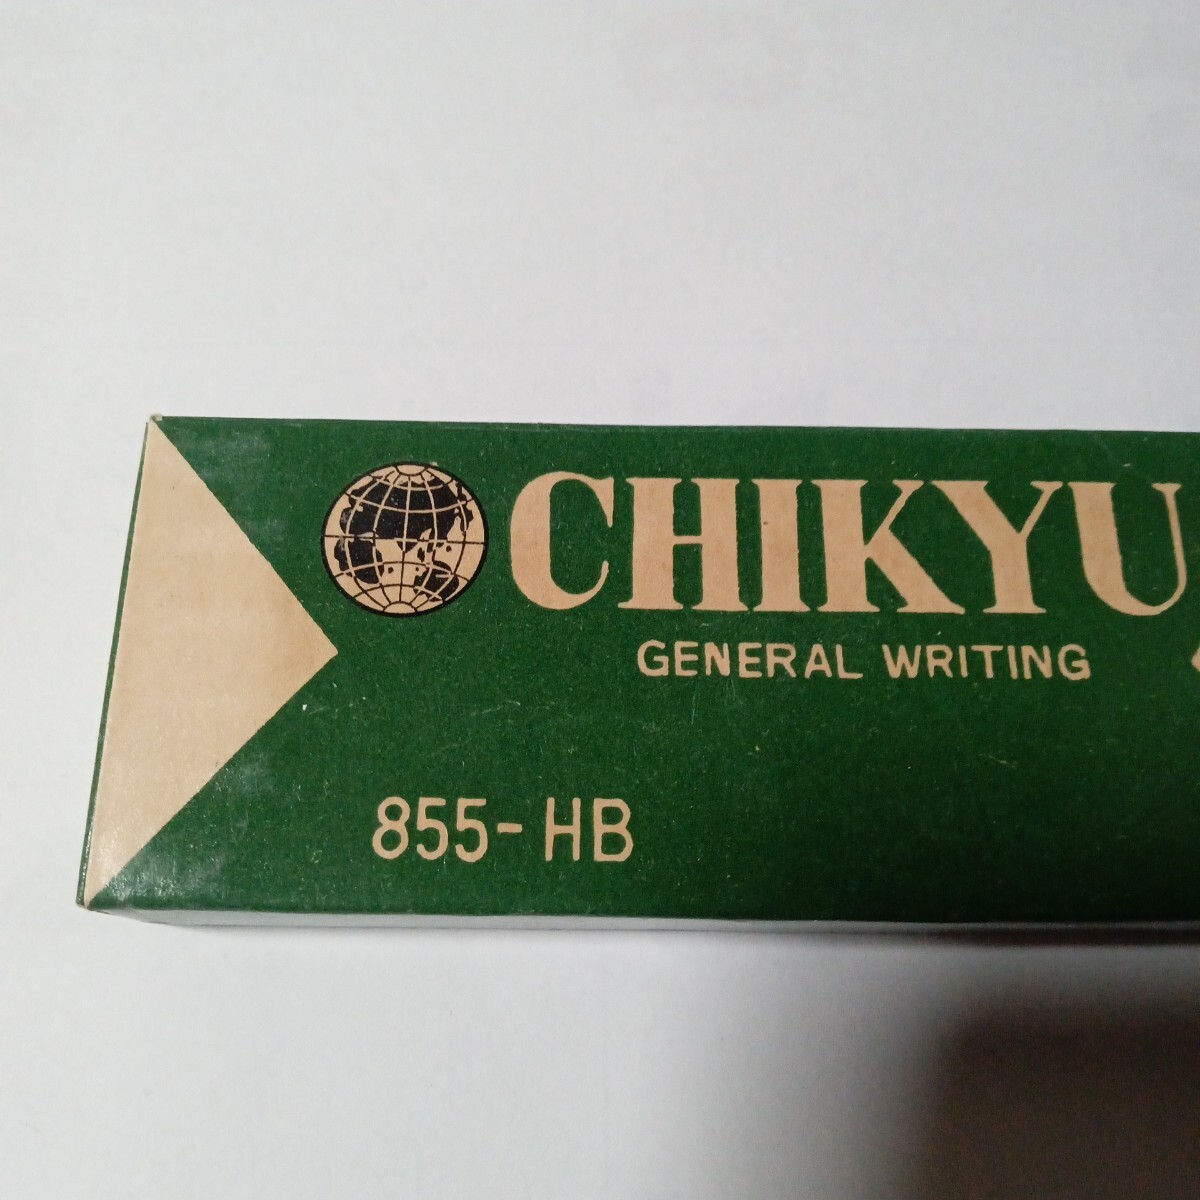 CHIKYU
GENERAL WRITING
855-HB